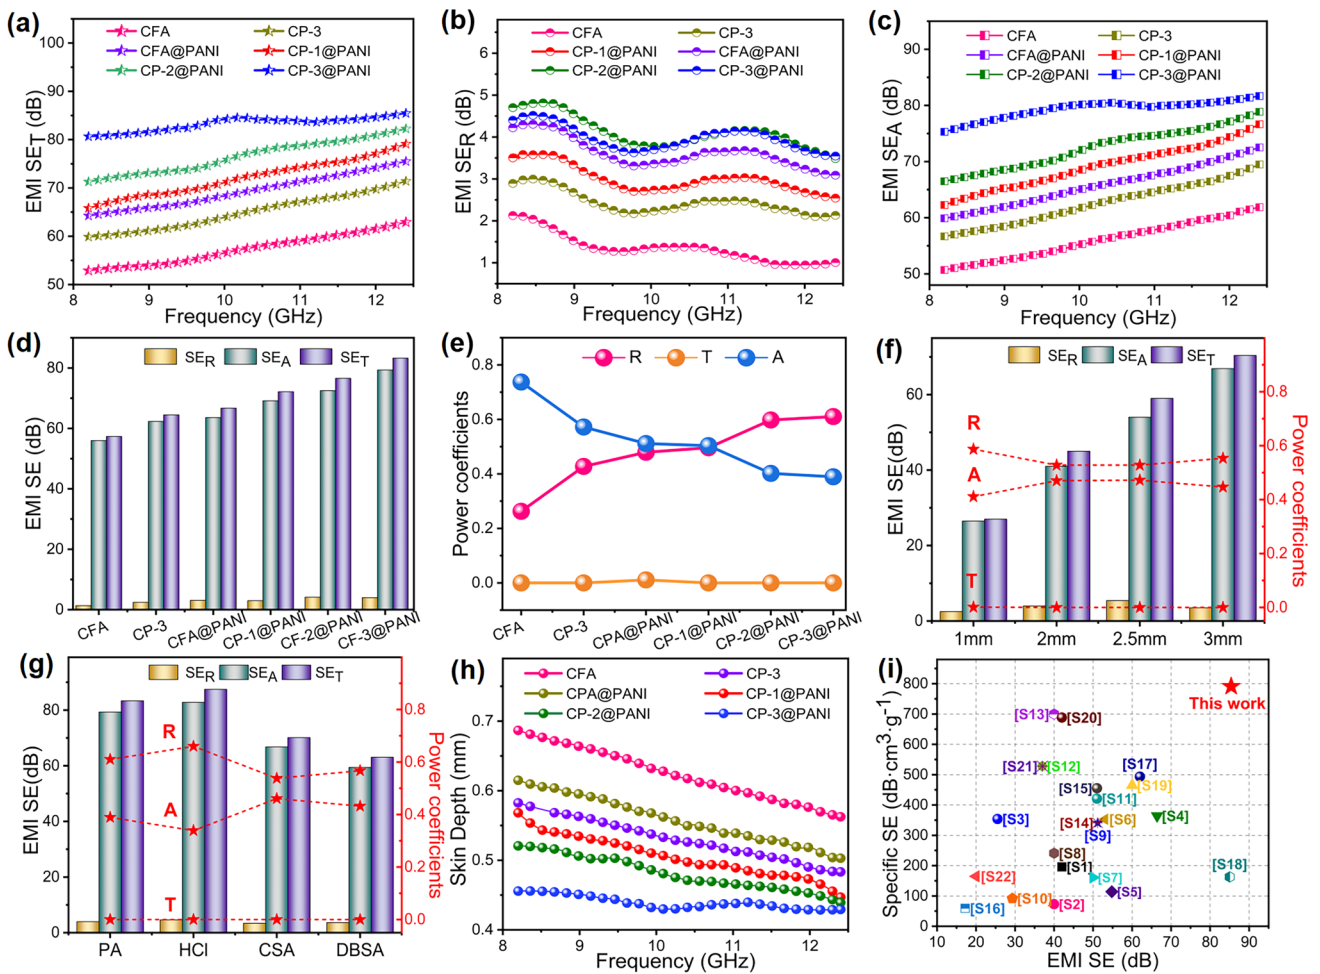 (a)
CFA
CP-3
CFA@PANI
CP-1@PANI
CP-2@PANI
CP-3@PANI
EMI SE_T (dB)
100
90
80
70
60
50
8
9
10
11
12
Frequency (GHz)
(b)
CFA
CP-3
CP-1@PANI
CFA@PANI
CP-2@PANI
CP-3@PANI
EMI SE_R (dB)
6
5
4
3
2
1
8
9
10
11
12
Frequency (GHz)
(c)
CFA
CP-3
CFA@PANI
CP-1@PANI
CP-2@PANI
CP-3@PANI
EMI SE_A (dB)
90
80
70
60
50
8
9
10
11
12
Frequency (GHz)
(d)
SE_R
SE_A
SE_T
EMI SE (dB)
80
60
40
20
0
CFA
CP-3
CFA@PANI
CP-1@PANI
CF-2@PANI
CF-3@PANI
(e)
R
T
A
Power coefficients
0.8
0.6
0.4
0.2
0.0
CFA
CP-3
CPA@PANI
CP-1@PANI
CP-2@PANI
CP-3@PANI
(f)
SE_R
SE_A
SE_T
EMI SE(dB)
60
40
20
0
R
A
T
0.8
0.6
0.4
0.2
0.0
Power coefficients
1mm
2mm
2.5mm
3mm
(g)
SE_R
SE_A
SE_T
EMI SE(dB)
80
60
40
20
0
R
A
T
0.8
0.6
0.4
0.2
0.0
Power coefficients
PA
HCl
CSA
DBSA
(h)
CFA
CP-3
CPA@PANI
CP-1@PANI
CP-2@PANI
CP-3@PANI
Skin Depth (mm)
0.7
0.6
0.5
0.4
8
9
10
11
12
Frequency (GHz)
(i)
Specific SE (dB·cm³·g⁻¹)
800
700
600
500
400
300
200
100
0
This work
[S13]
[S20]
[S21]
[S12]
[S17]
[S15]
[S19]
[S11]
[S3]
[S14]
[S6]
[S4]
[S9]
[S8]
[S1]
[S22]
[S7]
[S18]
[S5]
[S10]
[S2]
[S16]
10
20
30
40
50
60
70
80
90
EMI SE (dB)